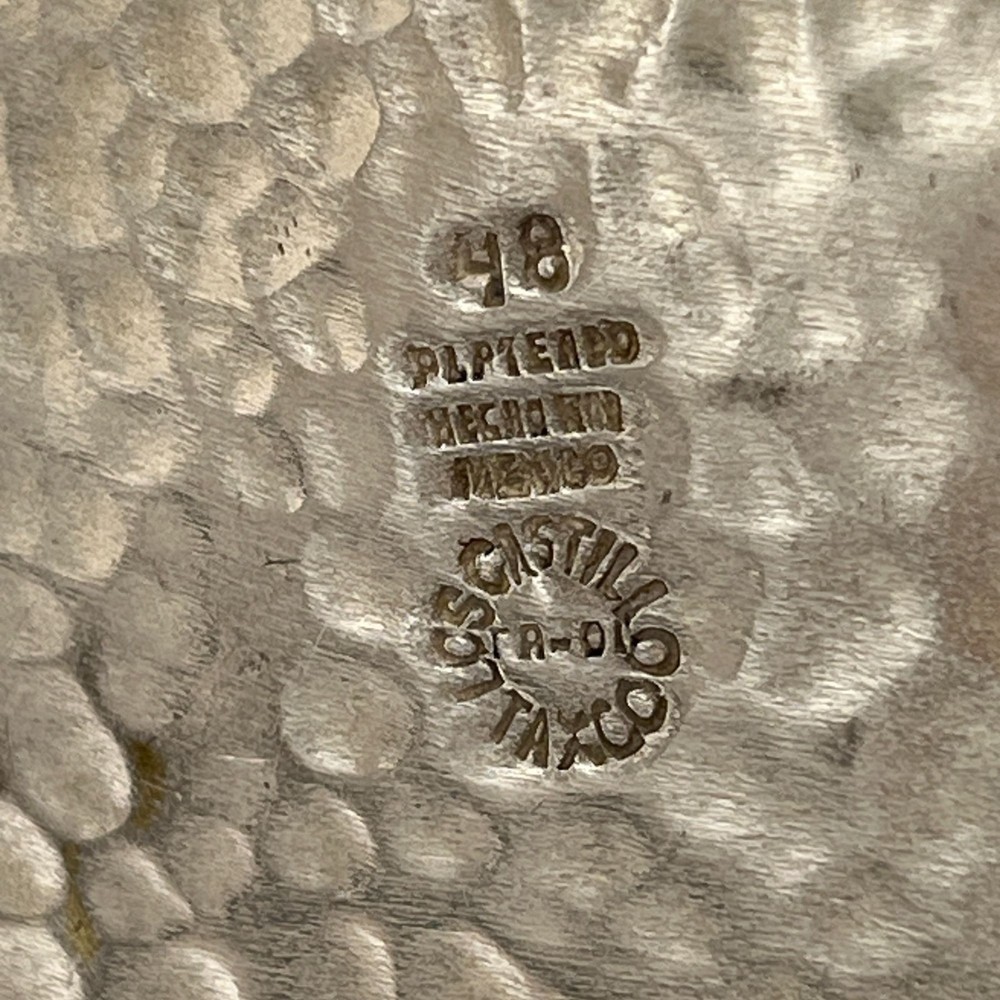 48
PLATEADO
HECHO EN
MEXICO
LOS CASTILLO
TAXCO